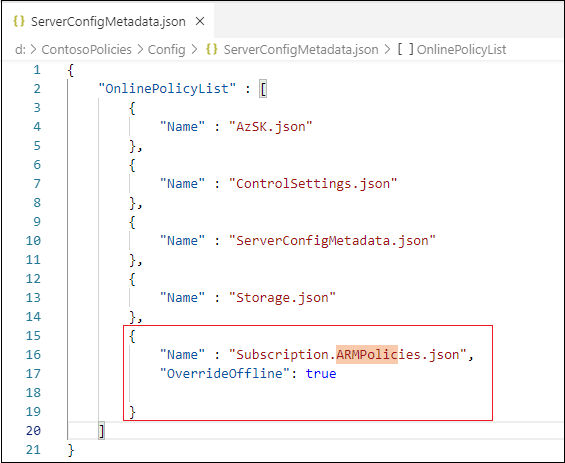 { } ServerConfigMetadata.json ×
d: > ContosoPolicies > Config > { } ServerConfigMetadata.json > [ ] OnlinePolicyList
1 {
2 "OnlinePolicyList" : [
3 {
4 "Name" : "AzSK.json"
5 },
6 {
7 "Name" : "ControlSettings.json"
8 },
9 {
10 "Name" : "ServerConfigMetadata.json"
11 },
12 {
13 "Name" : "Storage.json"
14 },
15 {
16 "Name" : "Subscription.ARMPolicies.json",
17 "OverrideOffline": true
18
19 }
20 ]
21 }